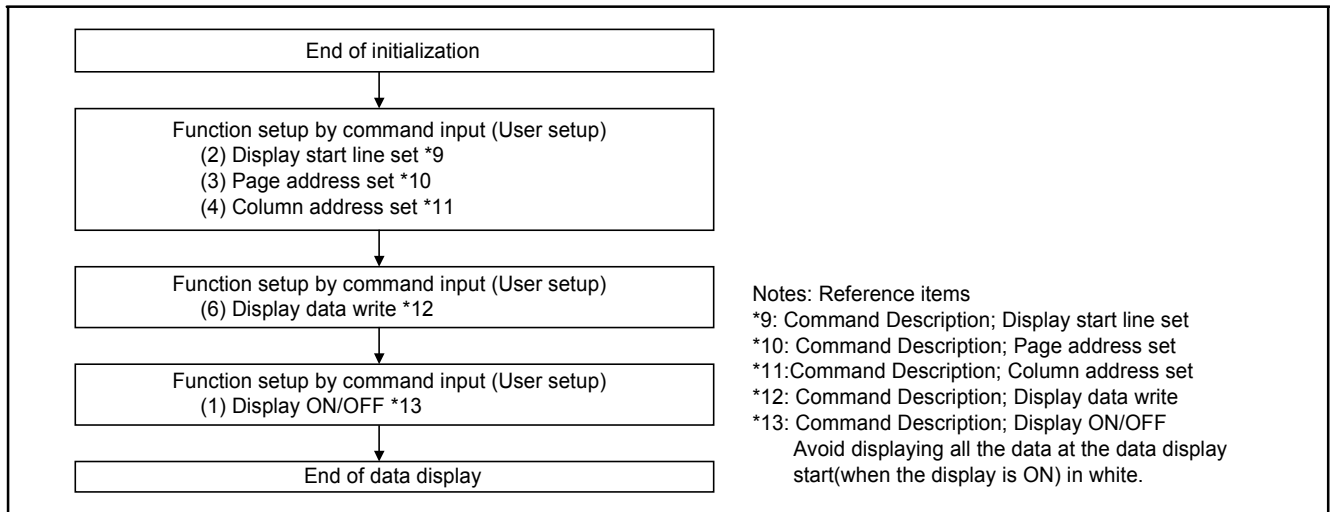 End of initialization
Function setup by command input (User setup)
(2) Display start line set *9
(3) Page address set *10
(4) Column address set *11
Function setup by command input (User setup)
(6) Display data write *12
Function setup by command input (User setup)
(1) Display ON/OFF *13
End of data display
Notes: Reference items
*9: Command Description; Display start line set
*10: Command Description; Page address set
*11:Command Description; Column address set
*12: Command Description; Display data write
*13: Command Description; Display ON/OFF
Avoid displaying all the data at the data display
start(when the display is ON) in white.